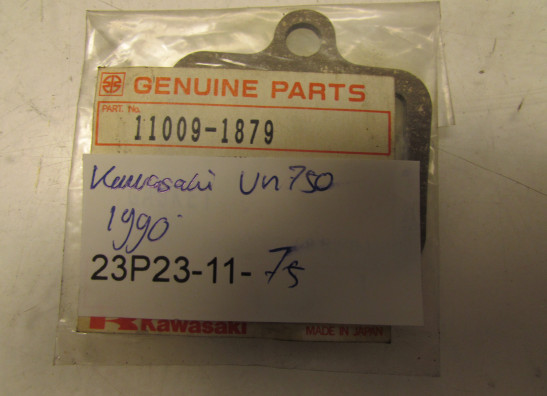 GENUINE PARTS
PART. No.
11009-1879
Kawasaki VN750
1990
23P23-11-75
Kawasaki
MADE IN JAPAN